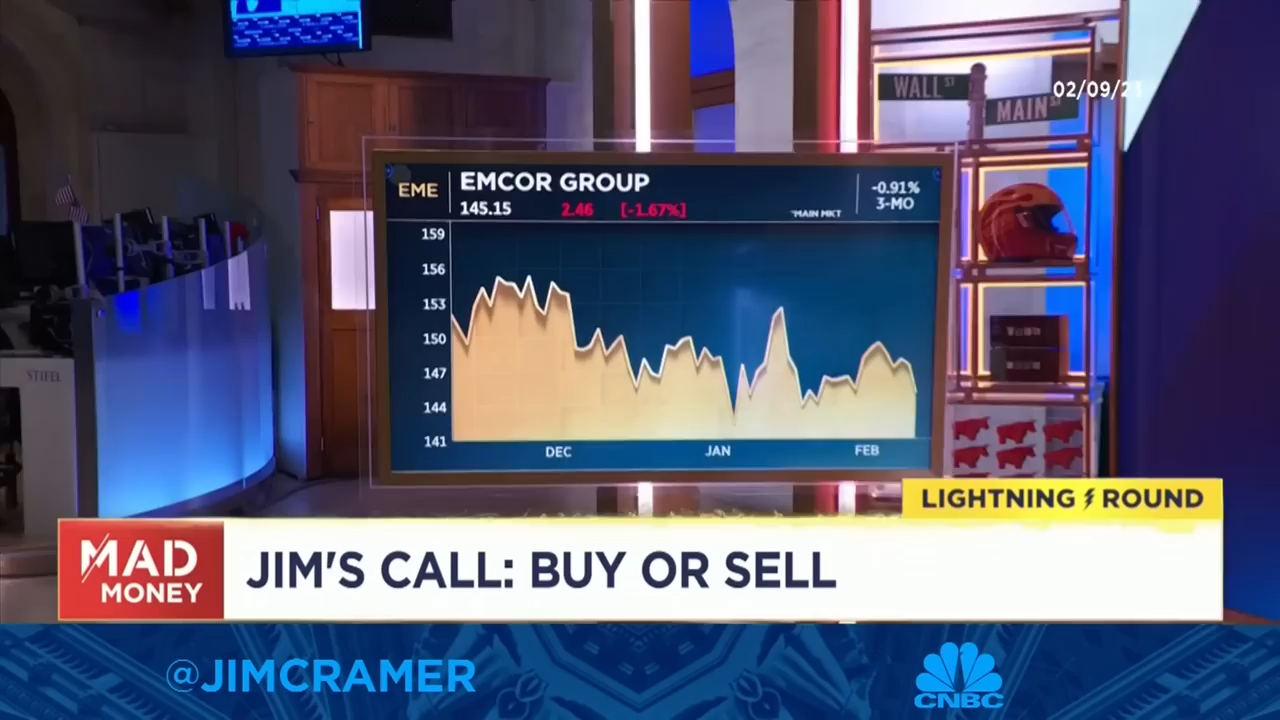 WALL ST
MAIN ST
02/09/23
EME
EMCOR GROUP
145.15 2.46 [-1.67%]
*MAIN MKT
-0.91%
3-MO
159
156
153
150
147
144
141
DEC JAN FEB
STIFEL
LIGHTNING ROUND
MAD
MONEY
JIM'S CALL: BUY OR SELL
@JIMCRAMER
CNBC